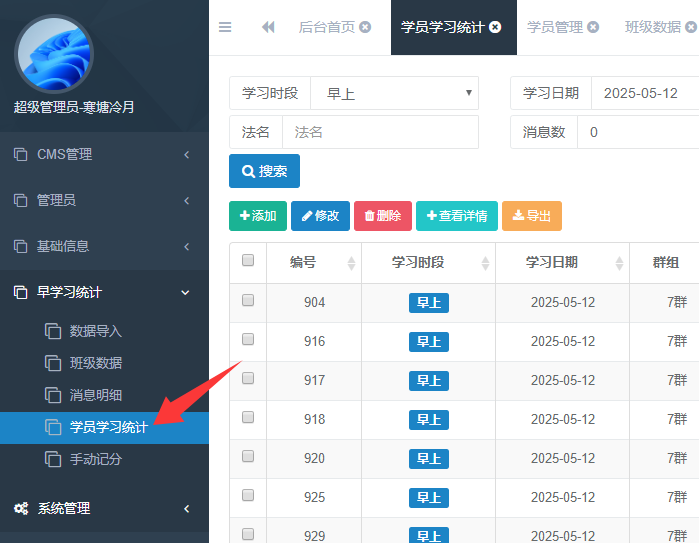 后台首页 学员学习统计 学员管理 班级数据
超级管理员-寒塘冷月
CMS管理
管理员
基础信息
早学习统计
数据导入
班级数据
消息明细
学员学习统计
手动记分
系统管理
学习时段 早上 学习日期 2025-05-12
法名 法名 消息数 0
搜索
添加 修改 删除 查看详情 导出
编号 学习时段 学习日期 群组
904 早上 2025-05-12 7群
916 早上 2025-05-12 7群
917 早上 2025-05-12 7群
918 早上 2025-05-12 7群
920 早上 2025-05-12 7群
925 早上 2025-05-12 7群
929 早上 2025-05-12 7群